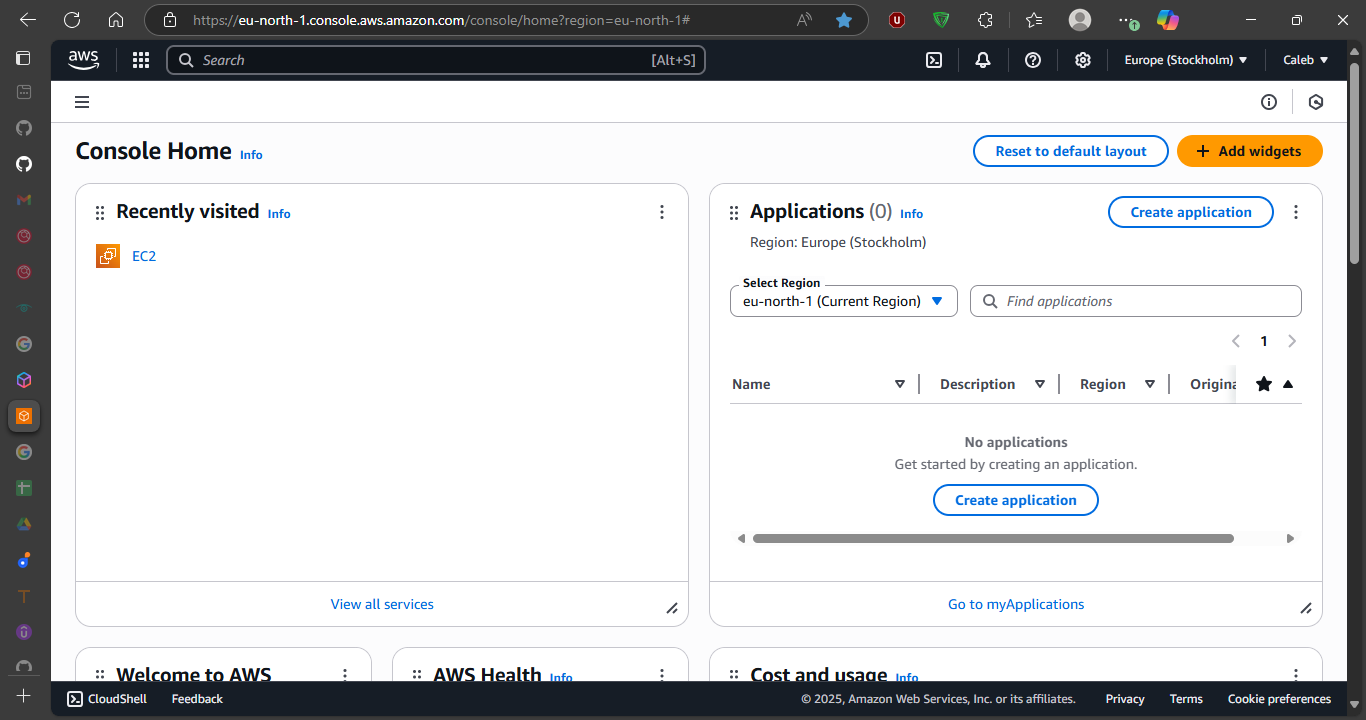 https://eu-north-1.console.aws.amazon.com/console/home?region=eu-north-1#
aws
Search
[Alt+S]
Europe (Stockholm)
Caleb
Console Home Info
Reset to default layout
+ Add widgets
Recently visited Info
EC2
View all services
Applications (0) Info
Create application
Region: Europe (Stockholm)
Select Region
eu-north-1 (Current Region)
Find applications
1
Name
Description
Region
Origina
No applications
Get started by creating an application.
Create application
Go to myApplications
Welcome to AWS
AWS Health Info
Cost and usage Info
CloudShell
Feedback
© 2025, Amazon Web Services, Inc. or its affiliates.
Privacy
Terms
Cookie preferences